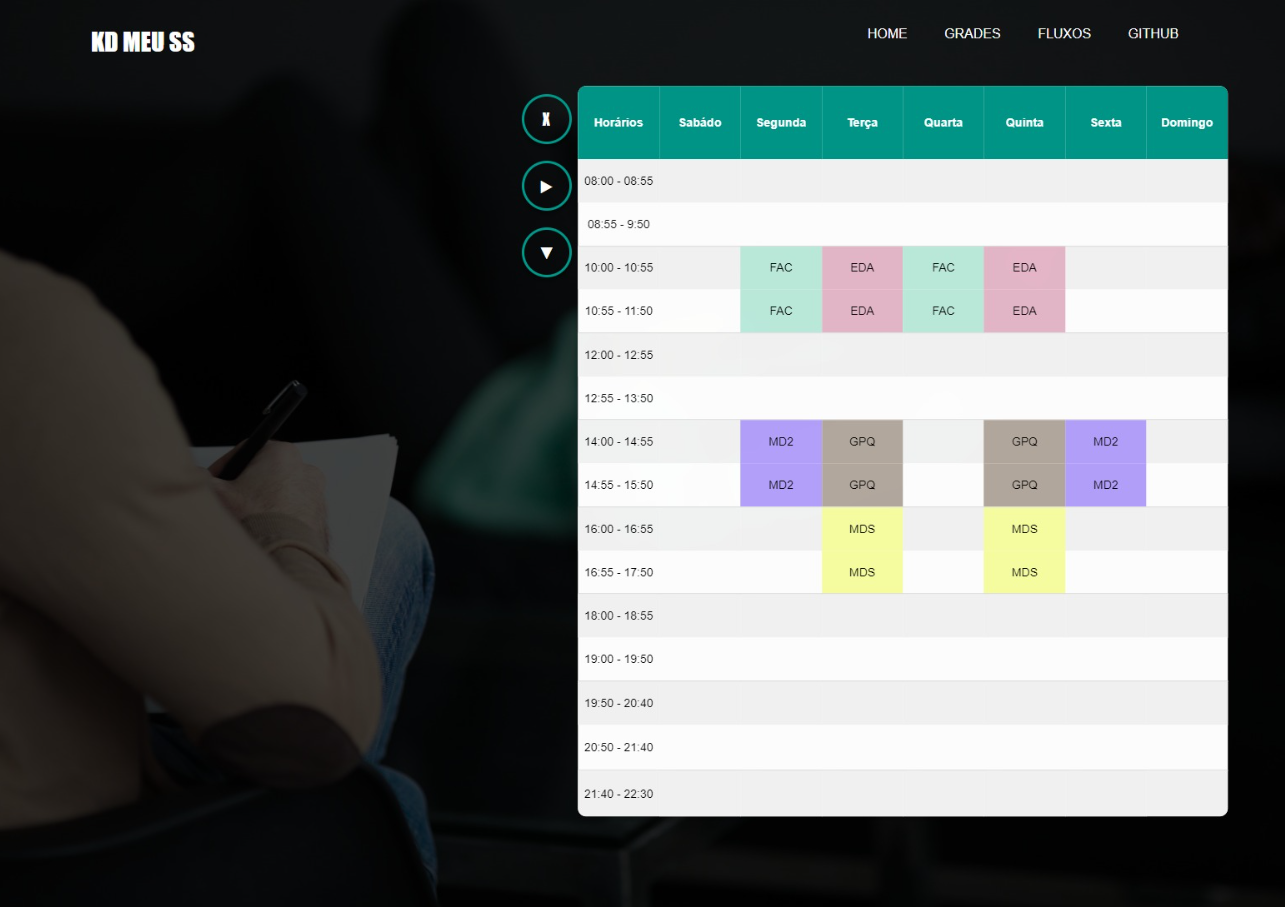 KD MEU SS
HOME GRADES FLUXOS GITHUB
X
▶
▼
Horários Sabádo Segunda Terça Quarta Quinta Sexta Domingo
08:00 - 08:55
08:55 - 9:50
10:00 - 10:55 FAC EDA FAC EDA
10:55 - 11:50 FAC EDA FAC EDA
12:00 - 12:55
12:55 - 13:50
14:00 - 14:55 MD2 GPQ GPQ MD2
14:55 - 15:50 MD2 GPQ GPQ MD2
16:00 - 16:55 MDS MDS
16:55 - 17:50 MDS MDS
18:00 - 18:55
19:00 - 19:50
19:50 - 20:40
20:50 - 21:40
21:40 - 22:30